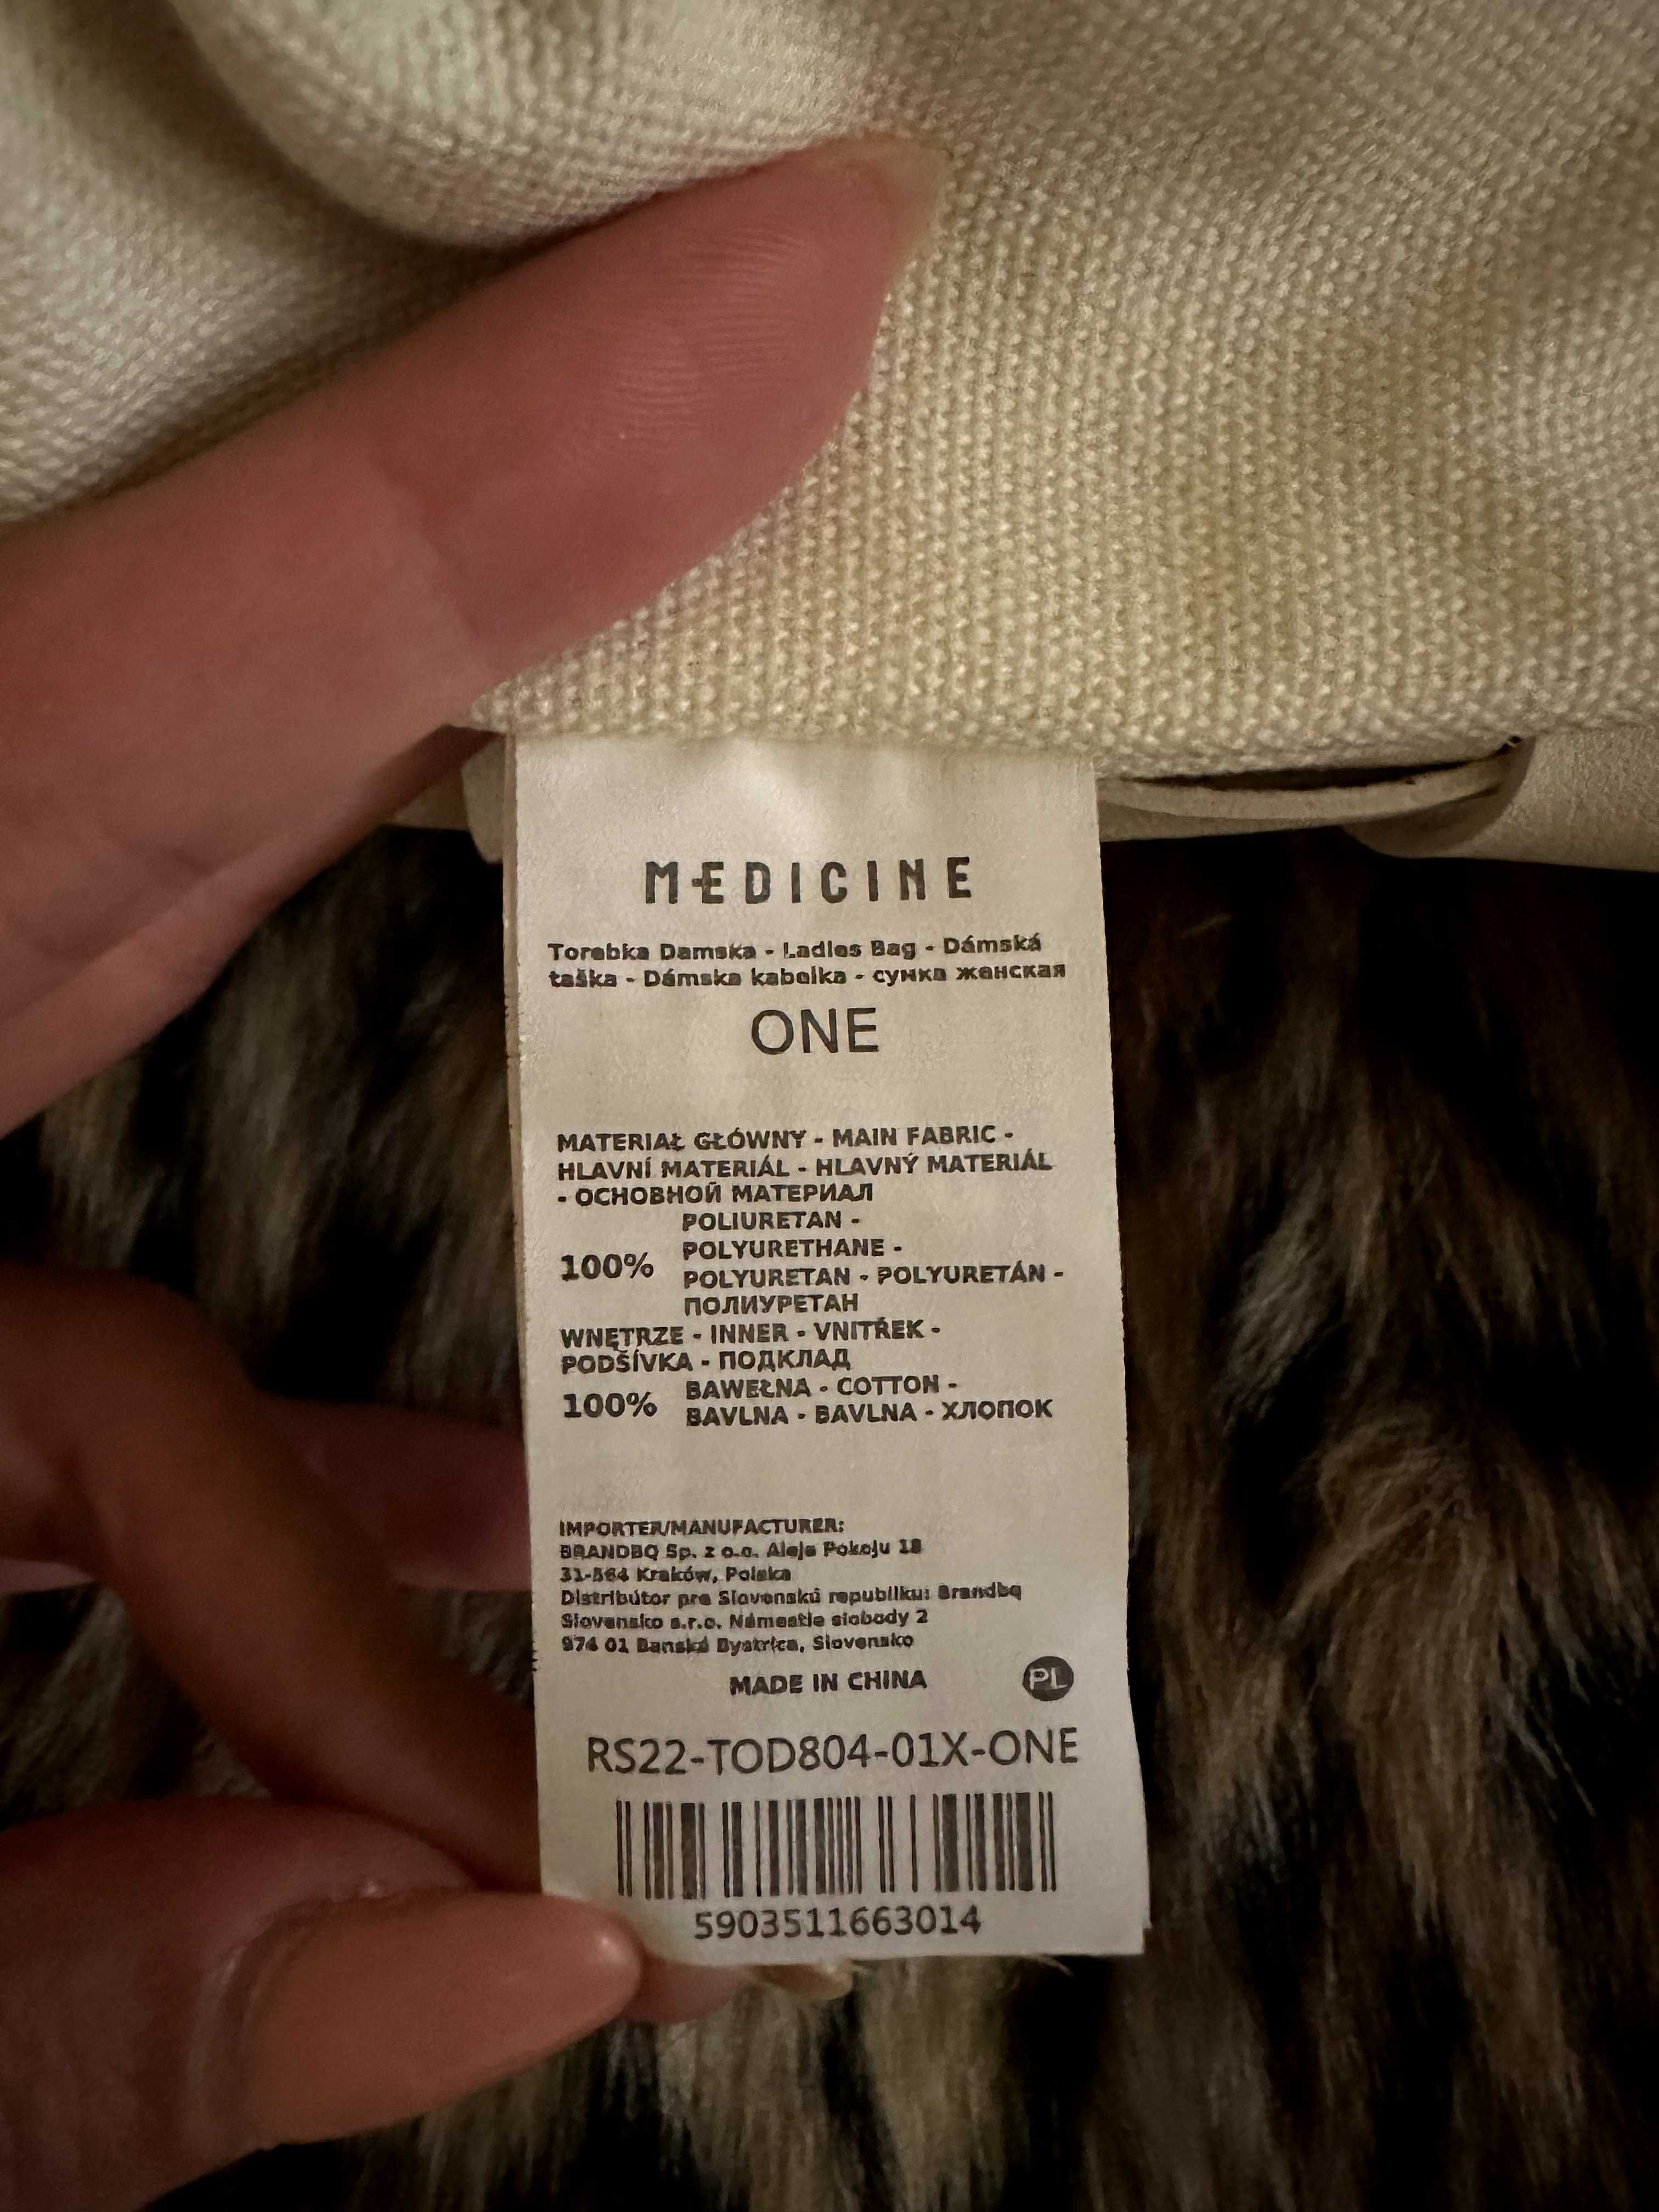 MEDICINE
Torebka Damska - Ladies Bag - Dámská
taška - Dámska kabelka - сумка женская
ONE
MATERIAŁ GŁÓWNY - MAIN FABRIC -
HLAVNÍ MATERIÁL - HLAVNÝ MATERIÁL
- ОСНОВНОЙ МАТЕРИАЛ
POLIURETAN -
POLYURETHANE -
100%
POLYURETAN - POLYURETÁN -
ПОЛИУРЕТАН
WNĘTRZE - INNER - VNITŘEK -
PODŠÍVKA - ПОДКЛАД
100% BAWEŁNA - COTTON -
BAVLNA - BAVLNA - ХЛОПОК
IMPORTER/MANUFACTURER:
BRANDBQ Sp. z o.o. Aleja Pokoju 18
31-564 Kraków, Polska
Distribútor pre Slovenskú republiku: Brandbq
Slovensko s.r.o. Námestie slobody 2
974 01 Banská Bystrica, Slovensko
MADE IN CHINA PL
RS22-TOD804-01X-ONE
5903511663014